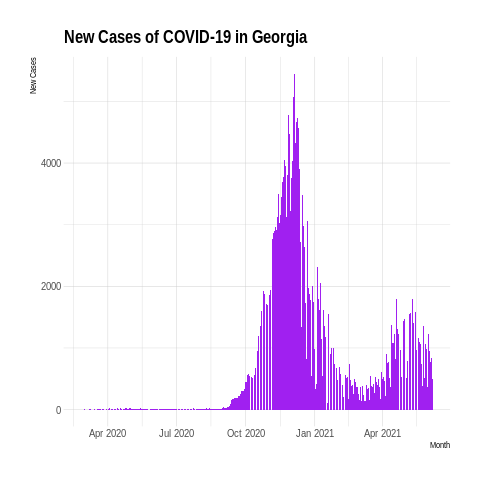 New Cases of COVID-19 in Georgia
New Cases
4000
2000
0
Apr 2020 Jul 2020 Oct 2020 Jan 2021 Apr 2021
Month